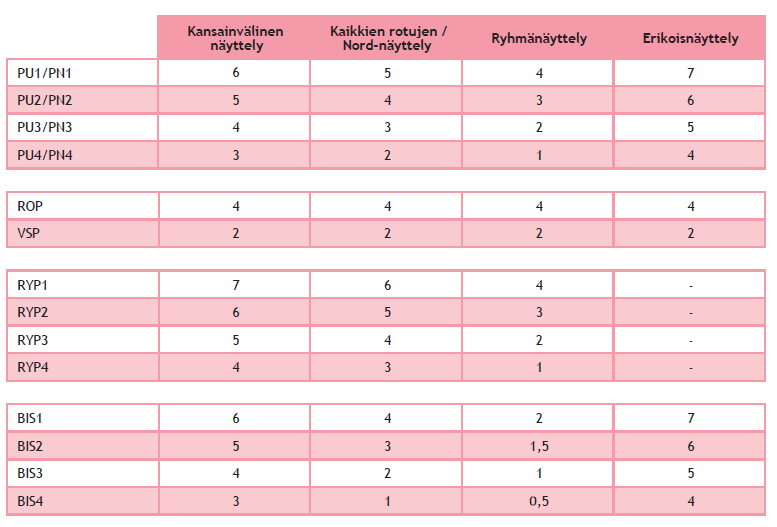 Kansainvälinen näyttely Kaikkien rotujen / Nord-näyttely Ryhmänäyttely Erikoisnäyttely
PU1/PN1 6 5 4 7
PU2/PN2 5 4 3 6
PU3/PN3 4 3 2 5
PU4/PN4 3 2 1 4
ROP 4 4 4 4
VSP 2 2 2 2
RYP1 7 6 4 -
RYP2 6 5 3 -
RYP3 5 4 2 -
RYP4 4 3 1 -
BIS1 6 4 2 7
BIS2 5 3 1,5 6
BIS3 4 2 1 5
BIS4 3 1 0,5 4